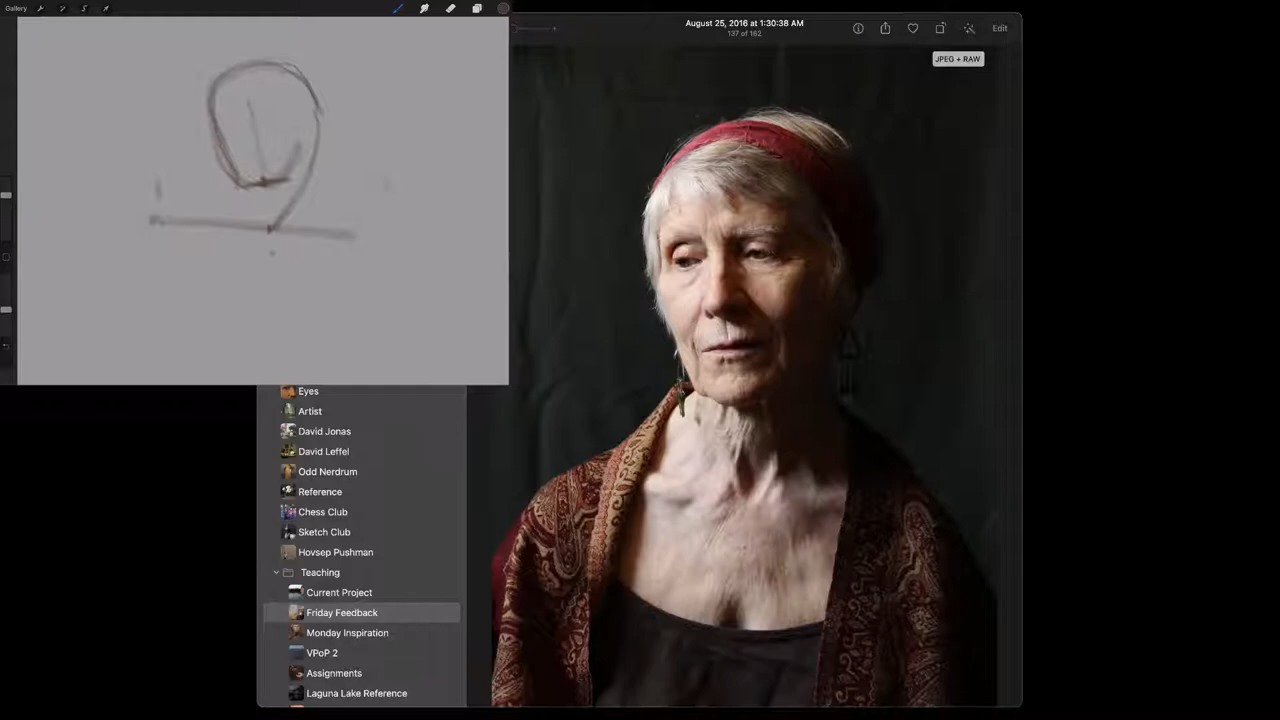 Gallery
August 25, 2016 at 1:30:38 AM
137 of 162
Edit
JPEG + RAW
Eyes
Artist
David Jonas
David Leffel
Odd Nerdrum
Reference
Chess Club
Sketch Club
Hovsep Pushman
Teaching
Current Project
Friday Feedback
Monday Inspiration
VPoP 2
Assignments
Laguna Lake Reference